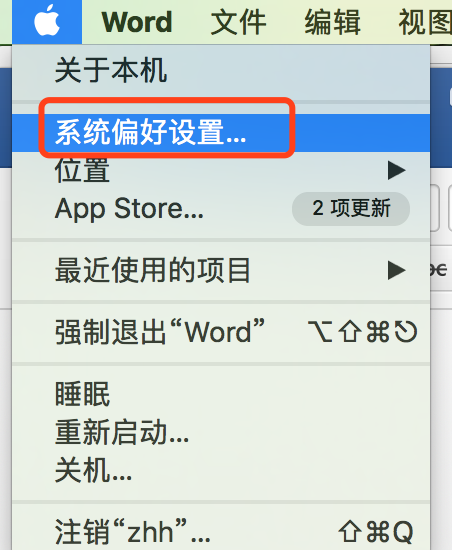 Word 文件 编辑 视图
关于本机
系统偏好设置...
位置 ▶
App Store... 2 项更新
最近使用的项目 ▶
强制退出“Word” ⌥⇧⌘⎋
睡眠
重新启动...
关机...
注销“zhh”... ⇧⌘Q